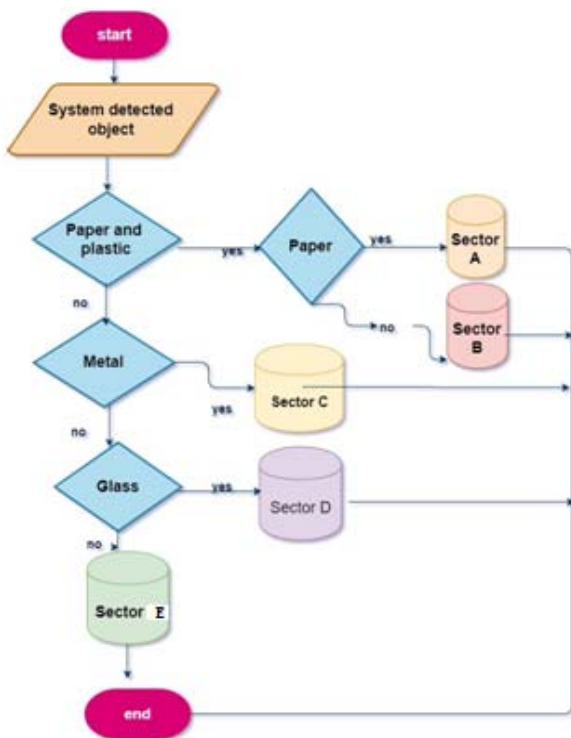 start
System detected
object
Paper and
plastic
yes
Paper
yes
Sector
A
no
no
Sector
B
Metal
yes
Sector C
no
Glass
yes
Sector D
no
Sector E
end